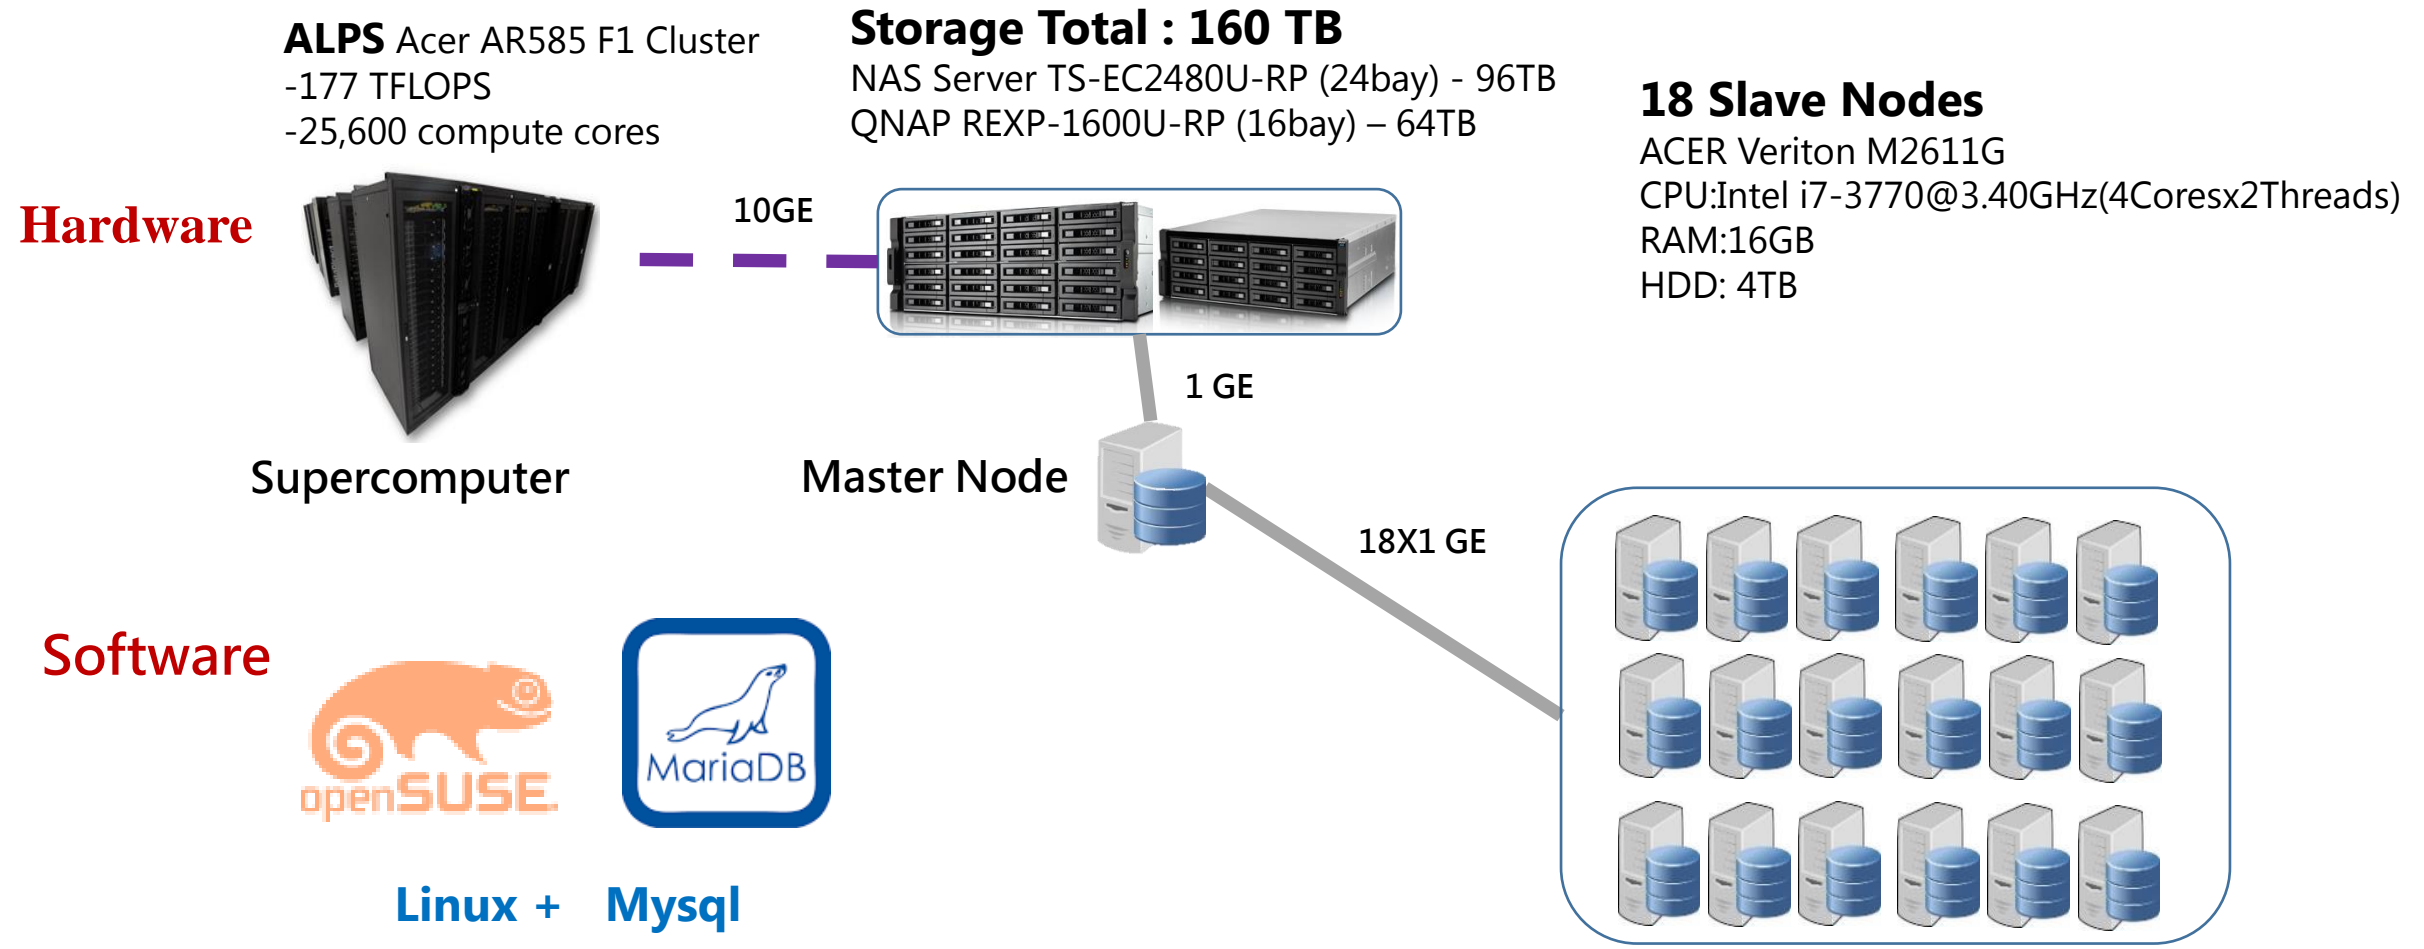 ALPS Acer AR585 F1 Cluster
-177 TFLOPS
-25,600 compute cores
Storage Total : 160 TB
NAS Server TS-EC2480U-RP (24bay) - 96TB
QNAP REXP-1600U-RP (16bay) – 64TB
18 Slave Nodes
ACER Veriton M2611G
CPU:Intel i7-3770@3.40GHz(4Coresx2Threads)
RAM:16GB
HDD: 4TB
Hardware
10GE
1 GE
Supercomputer
Master Node
18X1 GE
Software
openSUSE
MariaDB
Linux + Mysql